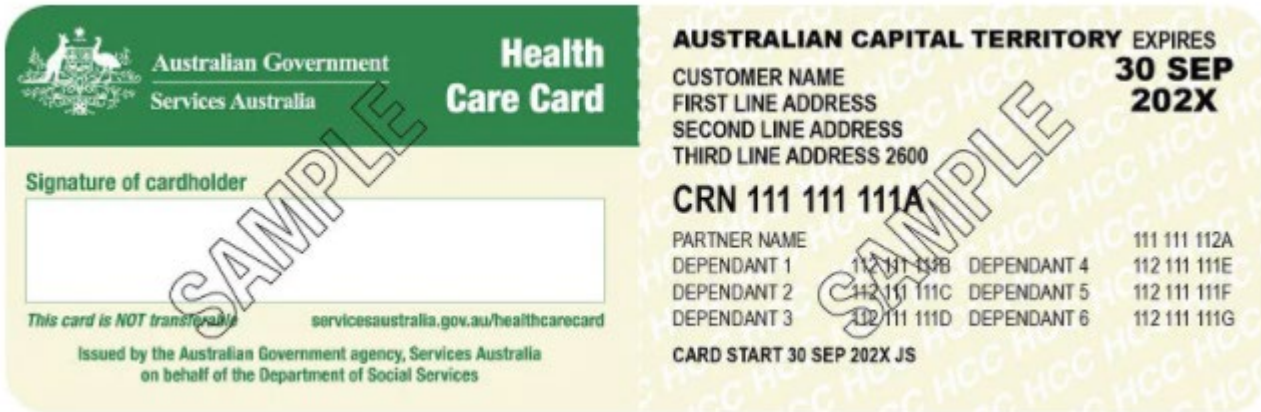 Australian Government
Services Australia
Health
Care Card
Signature of cardholder
This card is NOT transferable servicesaustralia.gov.au/healthcarecard
Issued by the Australian Government agency, Services Australia
on behalf of the Department of Social Services
SAMPLE
AUSTRALIAN CAPITAL TERRITORY EXPIRES
30 SEP
202X
CUSTOMER NAME
FIRST LINE ADDRESS
SECOND LINE ADDRESS
THIRD LINE ADDRESS 2600
CRN 111 111 111A
PARTNER NAME 111 111 112A
DEPENDANT 1 112 111 111B DEPENDANT 4 112 111 111E
DEPENDANT 2 112 111 111C DEPENDANT 5 112 111 111F
DEPENDANT 3 112 111 111D DEPENDANT 6 112 111 111G
CARD START 30 SEP 202X JS
SAMPLE
HCC HCC HCC